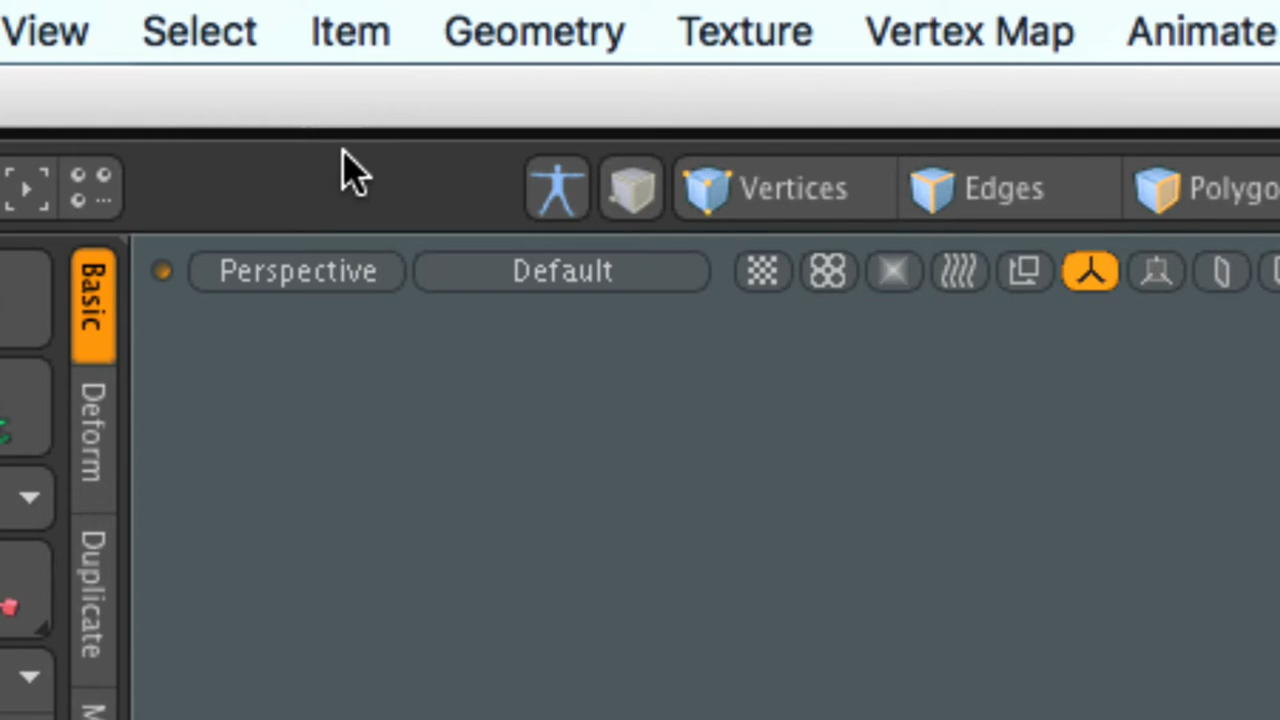 View Select Item Geometry Texture Vertex Map Animate
Vertices Edges Polygo
Perspective Default
Basic
Deform
Duplicate
M